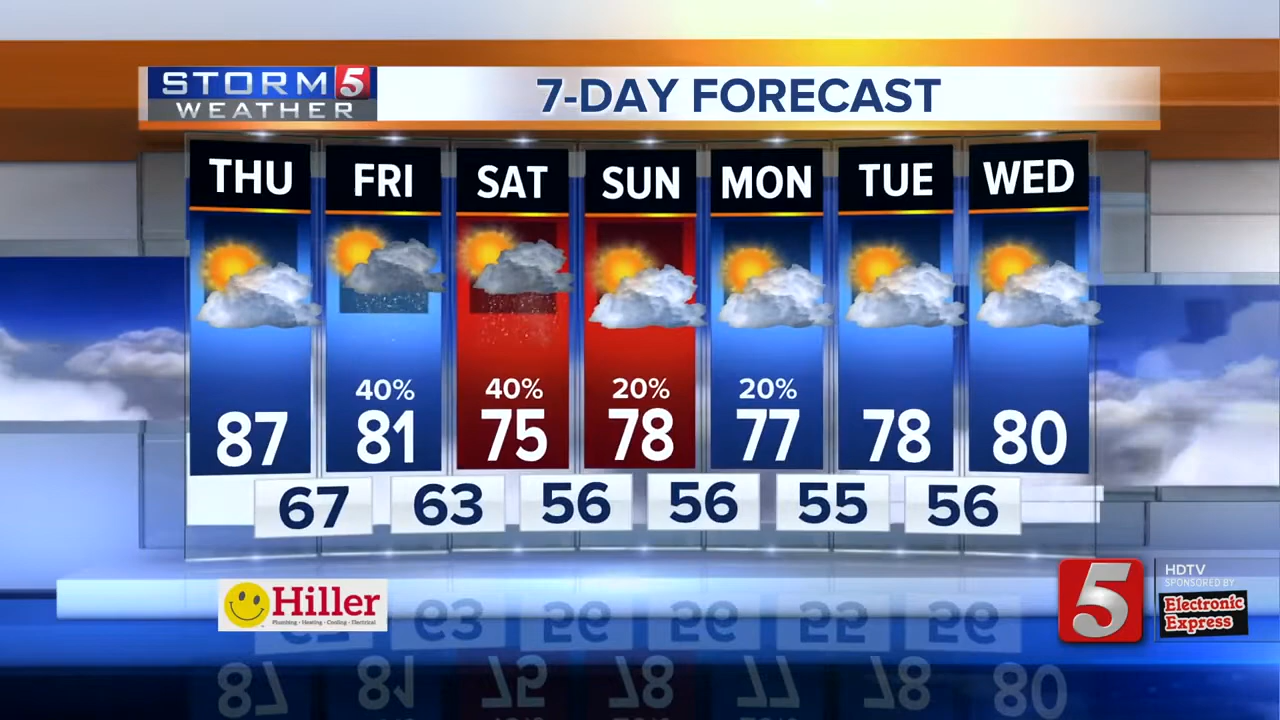 STORM 5
WEATHER
7-DAY FORECAST
THU FRI SAT SUN MON TUE WED
40% 40% 20% 20%
87 81 75 78 77 78 80
67 63 56 56 55 56
Hiller
Plumbing - Heating - Cooling - Electrical
5
HDTV
SPONSORED BY
Electronic
Express